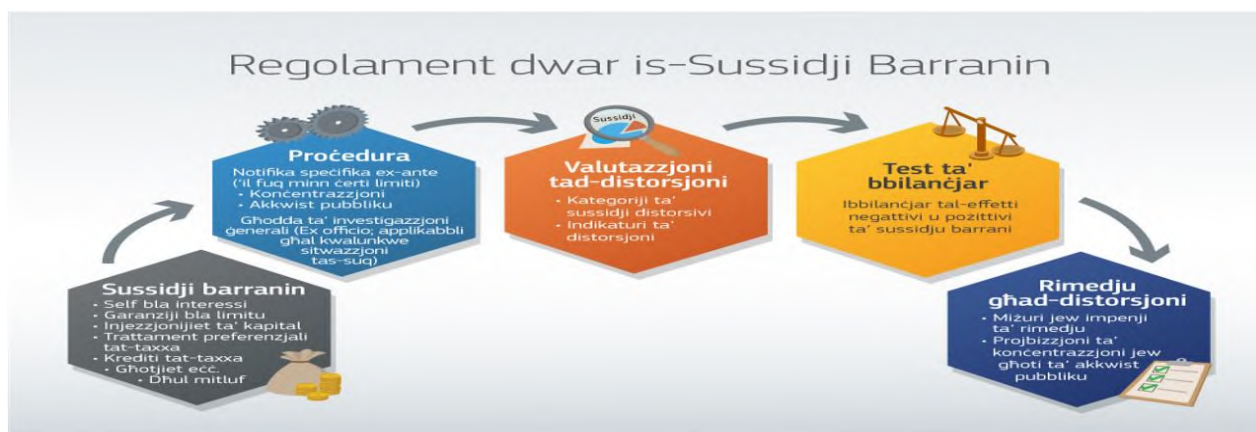 Regolament dwar is-Sussidji Barranin
Sussidji barranin
• Self bla interessi
• Garanziji bla limitu
• Injezzjonijiet ta' kapital
• Trattament preferenzjali
tat-taxxa
• Krediti tat-taxxa
• Għotjiet eċċ.
• Dħul mitluf
Proċedura
Notifika speċifika ex-ante
('il fuq minn ċerti limiti)
• Konċentrazzjoni
• Akkwist pubbliku
Għodda ta' investigazzjoni
ġenerali (Ex officio; applikabbli
għal kwalunkwe
sitwazzjoni
tas-suq)
Sussidji
Valutazzjoni
tad-distorsjoni
• Kategoriji ta'
sussidji distorsivi
• Indikaturi ta'
distorsjoni
Test ta'
bbilanċjar
Ibbilanċjar tal-effetti
negattivi u pożittivi
ta' sussidju barrani
Rimedju
għad-distorsjoni
• Miżuri jew impenji
ta' rimedju
• Projbizzjoni ta'
konċentrazzjoni jew
għoti ta' akkwist
pubbliku